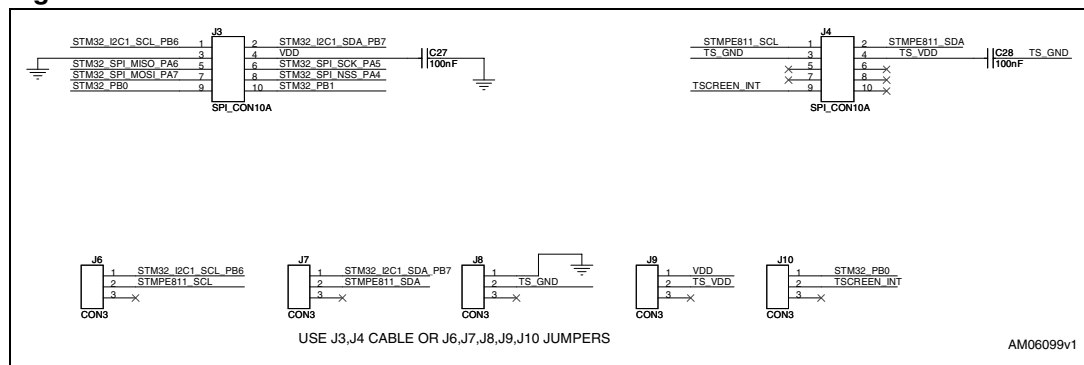 J3
STM32_I2C1_SCL_PB6 1 2 STM32_I2C1_SDA_PB7
3 4 VDD
STM32_SPI_MISO_PA6 5 6 STM32_SPI_SCK_PA5
STM32_SPI_MOSI_PA7 7 8 STM32_SPI_NSS_PA4
STM32_PB0 9 10 STM32_PB1
SPI_CON10A
C27
100nF
J4
STMPE811_SCL 1 2 STMPE811_SDA
TS_GND 3 4 TS_VDD
5 6
7 8
TSCREEN_INT 9 10
SPI_CON10A
C28 TS_GND
100nF
J6
1 STM32_I2C1_SCL_PB6
2 STMPE811_SCL
3
CON3
J7
1 STM32_I2C1_SDA_PB7
2 STMPE811_SDA
3
CON3
J8
1
2 TS_GND
3
CON3
J9
1 VDD
2 TS_VDD
3
CON3
J10
1 STM32_PB0
2 TSCREEN_INT
3
CON3
USE J3,J4 CABLE OR J6,J7,J8,J9,J10 JUMPERS
AM06099v1